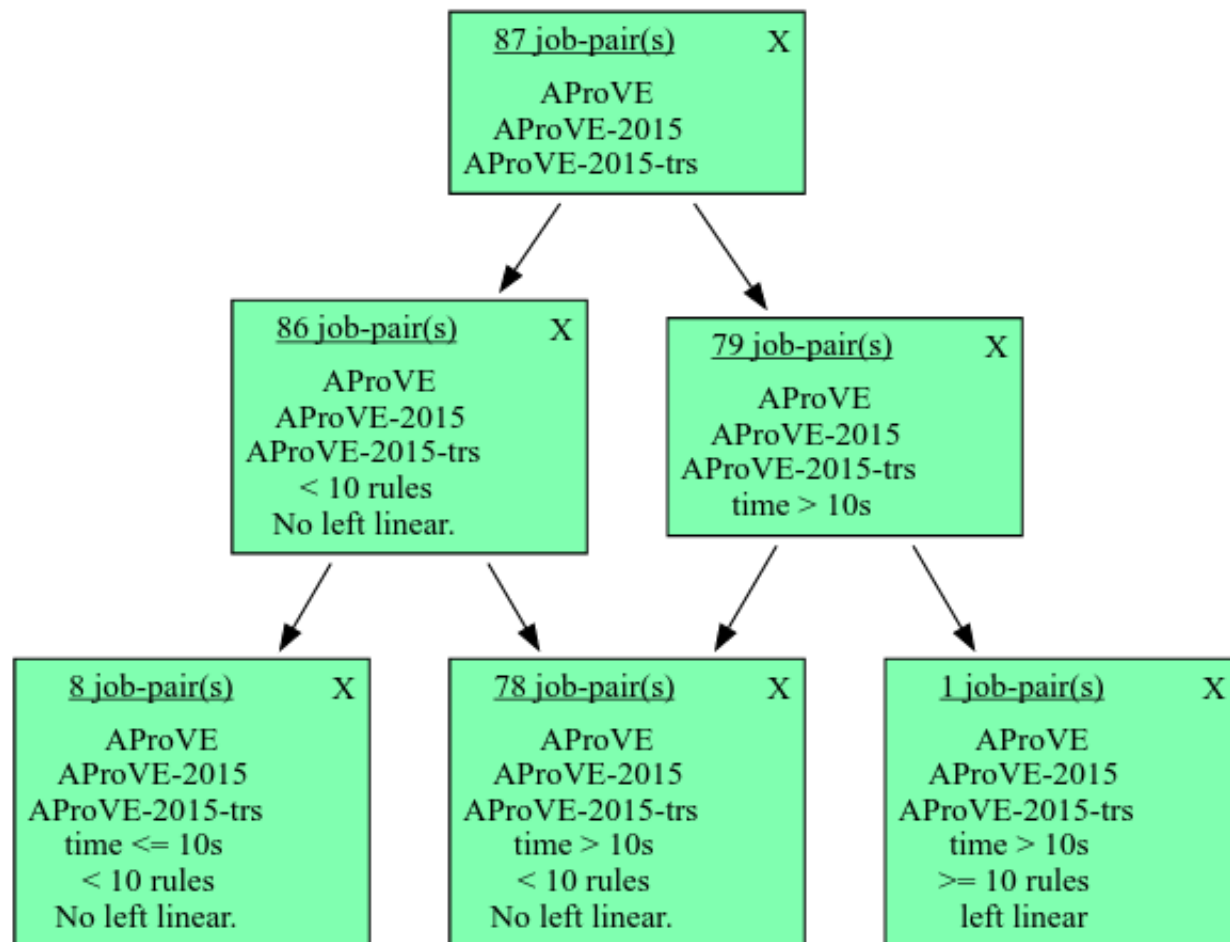 87 job-pair(s) X
AProVE
AProVE-2015
AProVE-2015-trs
86 job-pair(s) X
AProVE
AProVE-2015
AProVE-2015-trs
< 10 rules
No left linear.
79 job-pair(s) X
AProVE
AProVE-2015
AProVE-2015-trs
time > 10s
8 job-pair(s) X
AProVE
AProVE-2015
AProVE-2015-trs
time <= 10s
< 10 rules
No left linear.
78 job-pair(s) X
AProVE
AProVE-2015
AProVE-2015-trs
time > 10s
< 10 rules
No left linear.
1 job-pair(s) X
AProVE
AProVE-2015
AProVE-2015-trs
time > 10s
>= 10 rules
left linear